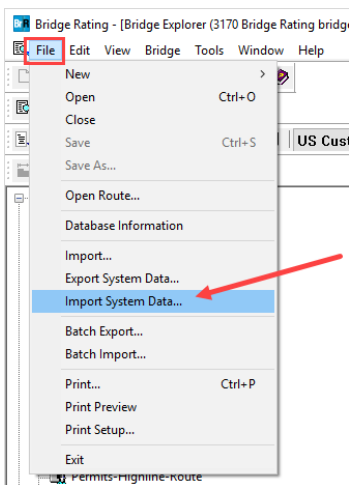 BrR Bridge Rating - [Bridge Explorer (3170 Bridge Rating bridge
File Edit View Bridge Tools Window Help
New
Open Ctrl+O
Close
Save Ctrl+S
Save As...
US Cust
Open Route...
Database Information
Import...
Export System Data...
Import System Data...
Batch Export...
Batch Import...
Print... Ctrl+P
Print Preview
Print Setup...
Exit
Permits-Highline-Route